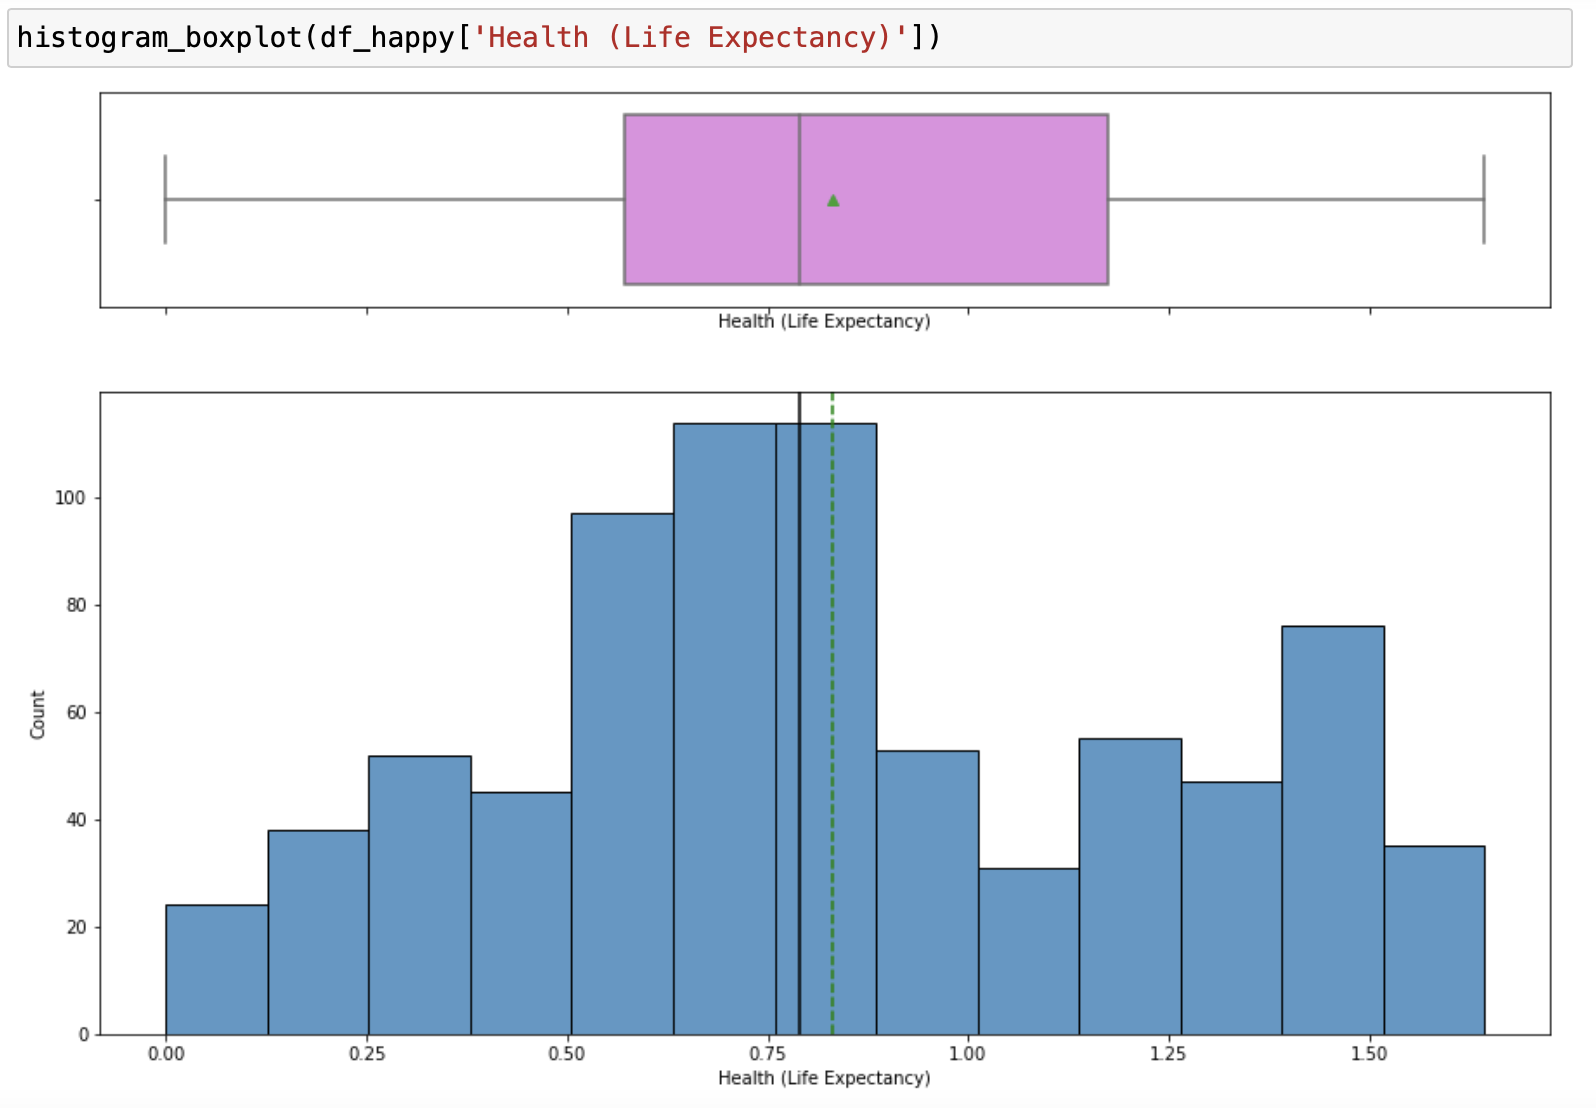 histogram_boxplot(df_happy['Health (Life Expectancy)'])
Health (Life Expectancy)
100
80
60
40
20
0
Count
0.00 0.25 0.50 0.75 1.00 1.25 1.50
Health (Life Expectancy)